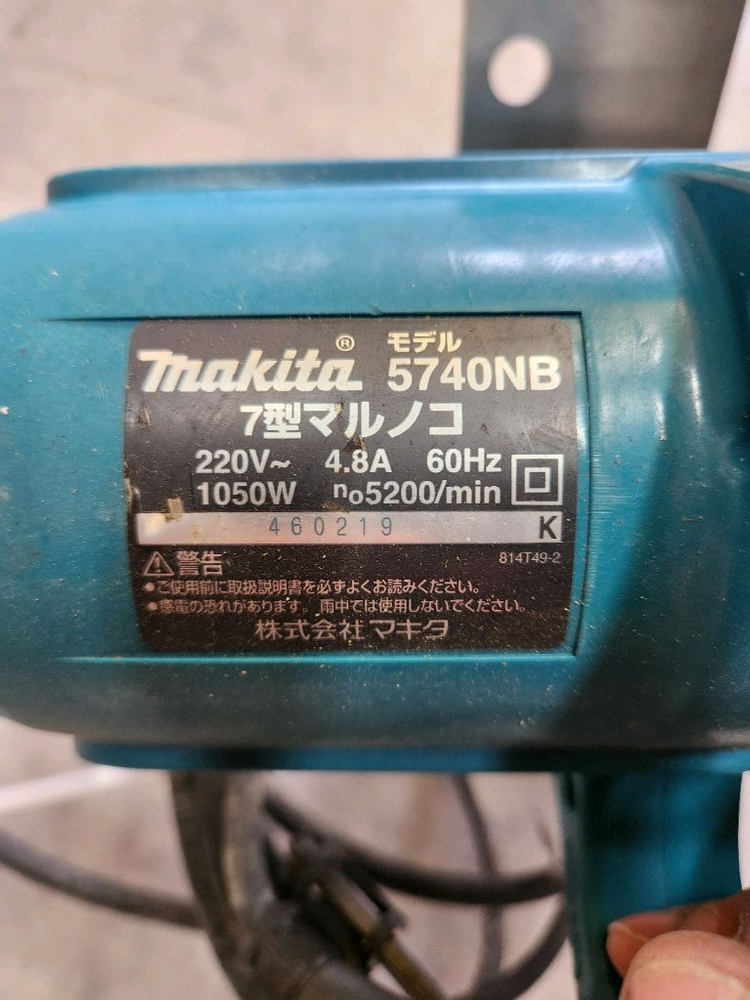 makita® モデル 5740NB
7型マルノコ
220V~ 4.8A 60Hz
1050W no5200/min
460219 K
⚠警告 814T49-2
●ご使用前に取扱説明書を必ずよくお読みください。
●感電の恐れがあります。雨中では使用しないでください。
株式会社マキタ